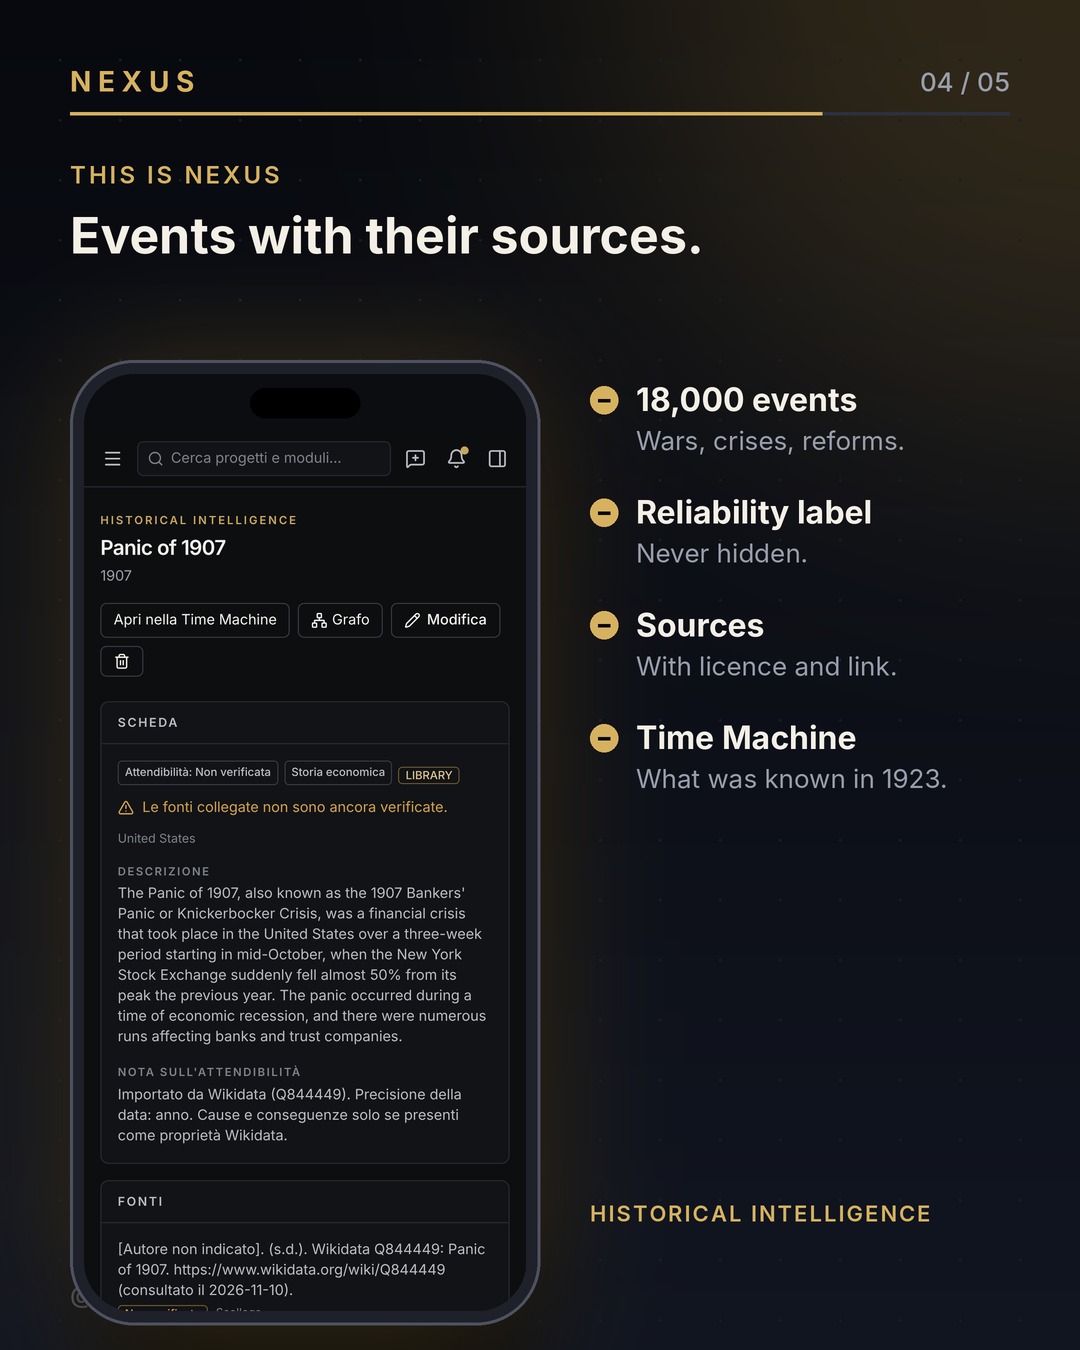 NEXUS
04 / 05
THIS IS NEXUS
Events with their sources.
Cerca progetti e moduli...
HISTORICAL INTELLIGENCE
Panic of 1907
1907
Apri nella Time Machine
Grafo
Modifica
SCHEDA
Attendibilità: Non verificata
Storia economica
LIBRARY
Le fonti collegate non sono ancora verificate.
United States
DESCRIZIONE
The Panic of 1907, also known as the 1907 Bankers'
Panic or Knickerbocker Crisis, was a financial crisis
that took place in the United States over a three-week
period starting in mid-October, when the New York
Stock Exchange suddenly fell almost 50% from its
peak the previous year. The panic occurred during a
time of economic recession, and there were numerous
runs affecting banks and trust companies.
NOTA SULL'ATTENDIBILITÀ
Importato da Wikidata (Q844449). Precisione della
data: anno. Cause e conseguenze solo se presenti
come proprietà Wikidata.
FONTI
[Autore non indicato]. (s.d.). Wikidata Q844449: Panic
of 1907. https://www.wikidata.org/wiki/Q844449
(consultato il 2026-11-10).
18,000 events
Wars, crises, reforms.
Reliability label
Never hidden.
Sources
With licence and link.
Time Machine
What was known in 1923.
HISTORICAL INTELLIGENCE